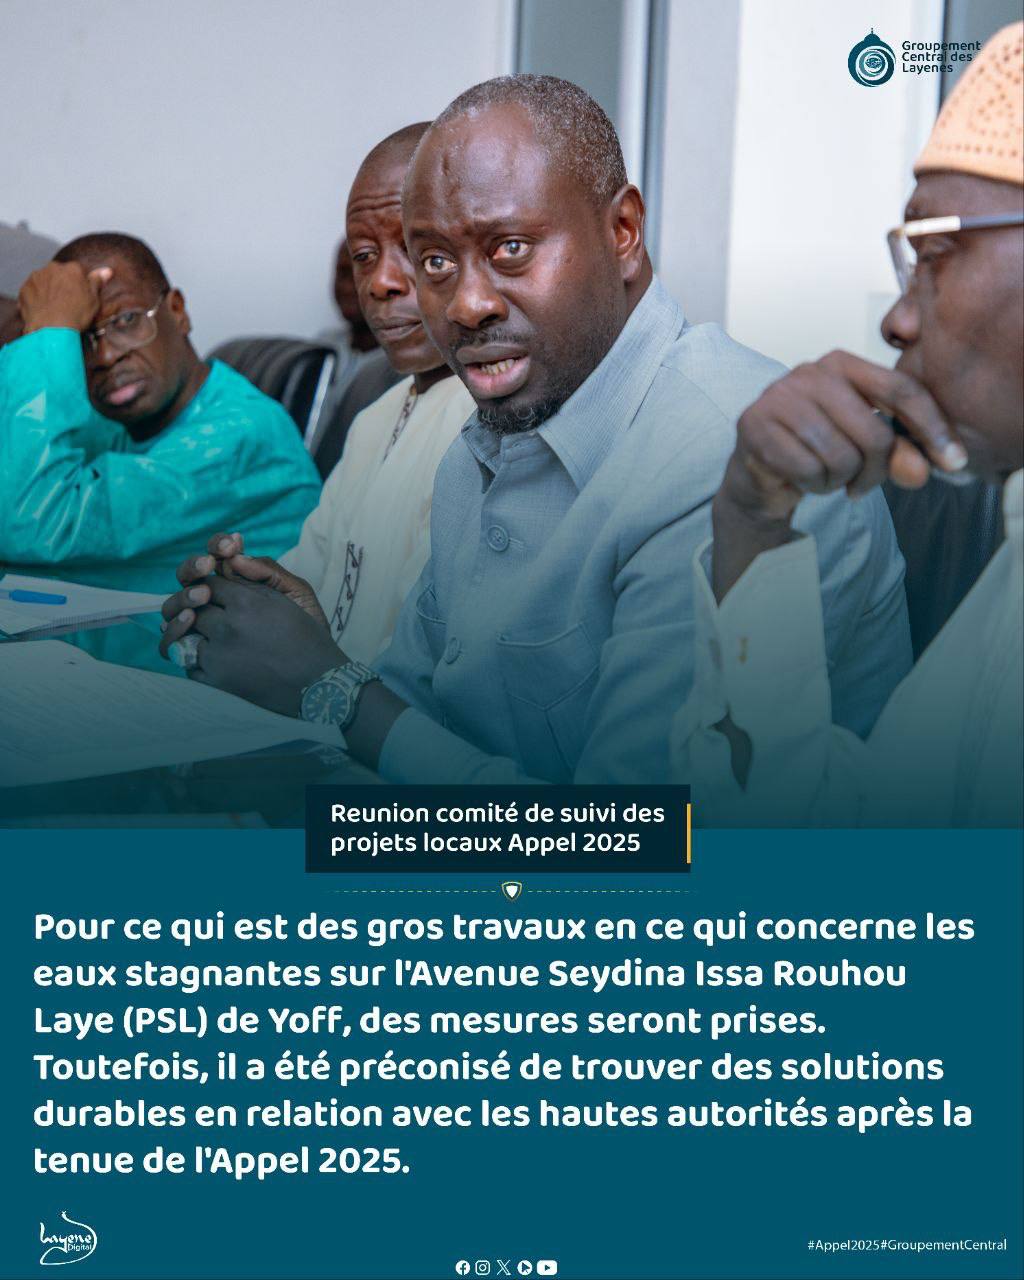 Groupement
Central des
Layenes
Reunion comité de suivi des
projets locaux Appel 2025
Pour ce qui est des gros travaux en ce qui concerne les
eaux stagnantes sur l'Avenue Seydina Issa Rouhou
Laye (PSL) de Yoff, des mesures seront prises.
Toutefois, il a été préconisé de trouver des solutions
durables en relation avec les hautes autorités après la
tenue de l'Appel 2025.
Layene
Digital
#Appel2025#GroupementCentral